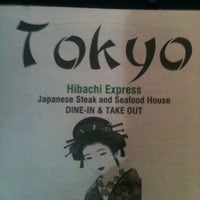 Tokyo
Hibachi Express
Japanese Steak and Seafood House
DINE-IN & TAKE OUT